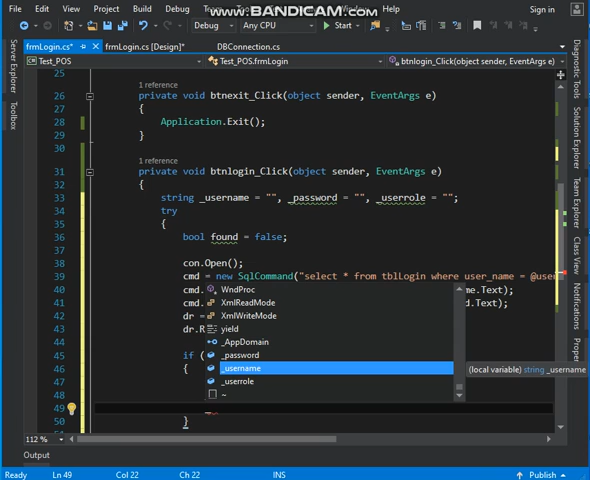 File Edit View Project Build Debug Sign in
www.BANDICAM.com
Debug Any CPU Start
frmLogin.cs* frmLogin.cs [Design]* DBConnection.cs
Test_POS Test_POS.frmLogin btnlogin_Click(object sender, EventArgs e)
25
1 reference
26 private void btnexit_Click(object sender, EventArgs e)
27 {
28 Application.Exit();
29 }
30
1 reference
31 private void btnlogin_Click(object sender, EventArgs e)
32 {
33 string _username = "", _password = "", _userrole = "";
34 try
35 {
36 bool found = false;
37
38 con.Open();
39 cmd = new SqlCommand("select * from tblLogin where user_name = @user
40 cmd. WndProc me.Text);
41 cmd. XmlReadMode d.Text);
42 dr = XmlWriteMode
43 dr.R yield
44 _AppDomain
45 if ( _password
46 { _username (local variable) string _username
47 _userrole
48 ~
49
50 }
112 %
Output
Ready Ln 49 Col 22 Ch 22 INS Publish
Server Explorer
Toolbox
Diagnostic Tools
Solution Explorer
Team Explorer
Class View
Notifications